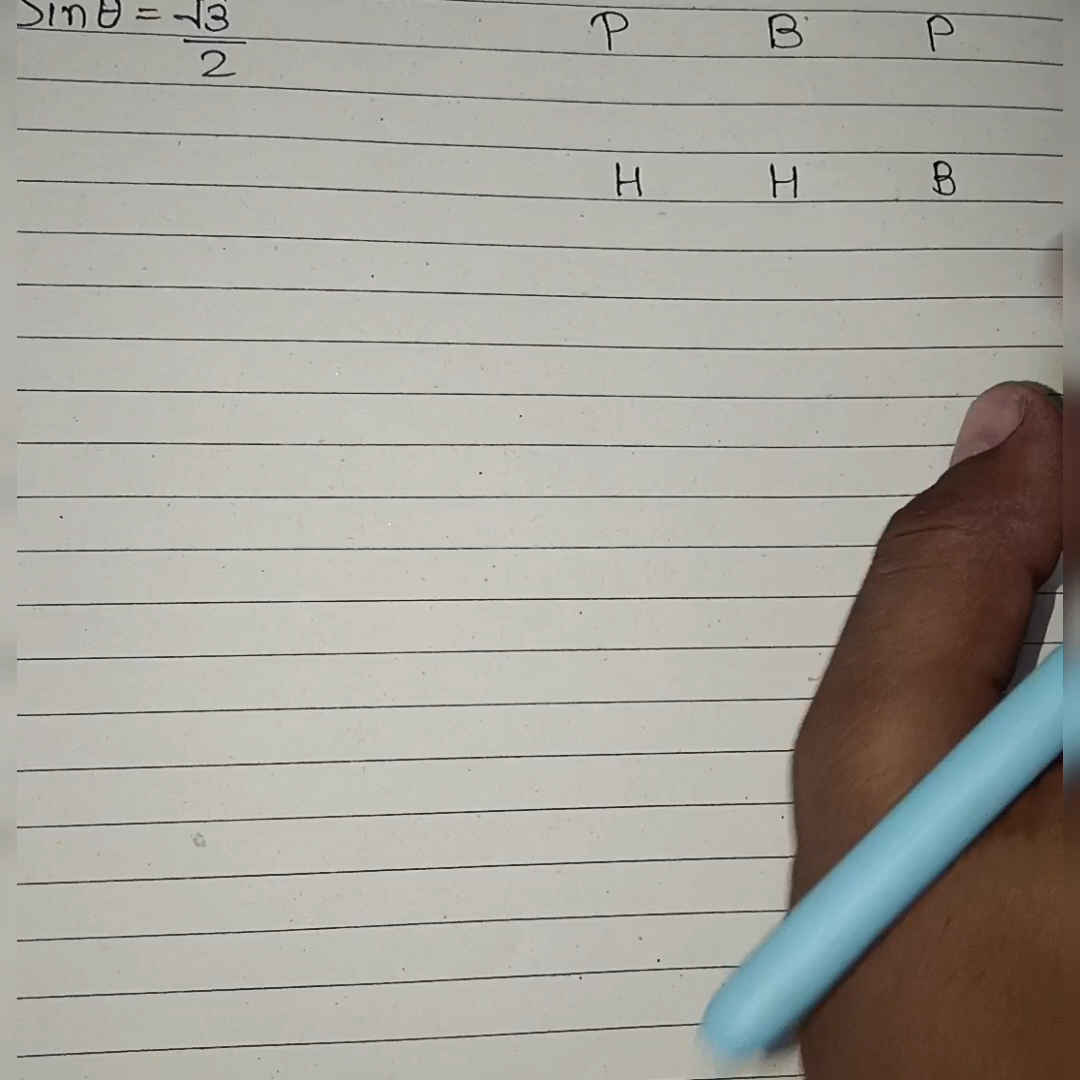 Sinθ = √3/2
P B P
H H B